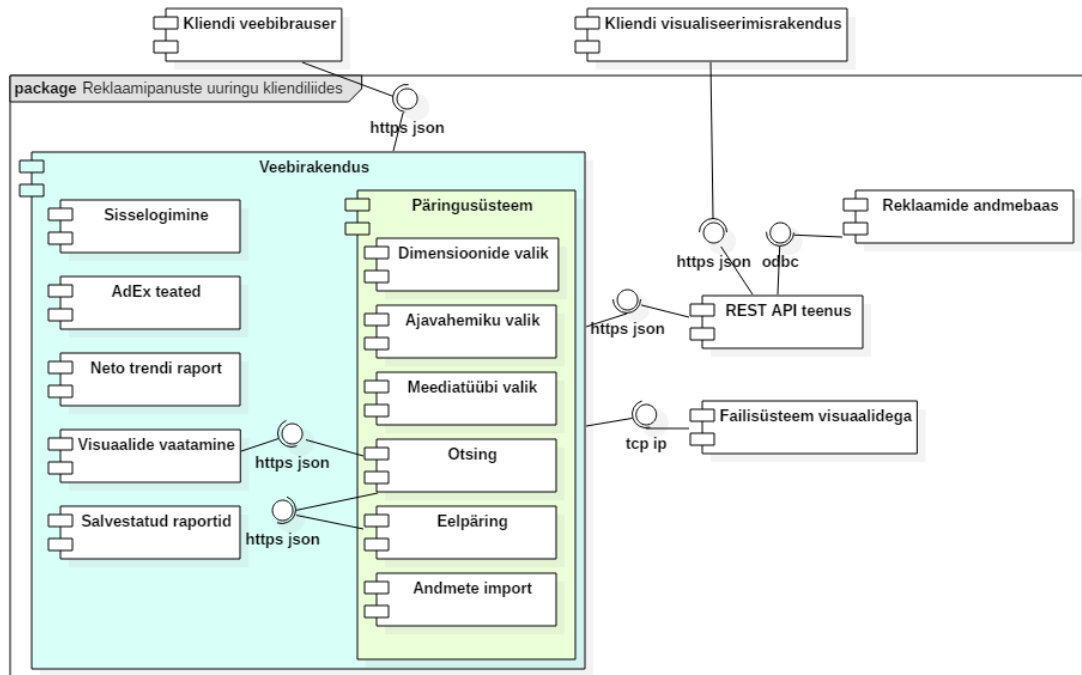 Kliendi veebibrauser
Kliendi visualiseerimisrakendus
package Reklaamipanuste uuringu kliendiliides
https json
Veebirakendus
Sisselogimine
AdEx teated
Neto trendi raport
Visuaalide vaatamine
Salvestatud raportid
https json
https json
Päringusüsteem
Dimensioonide valik
Ajavahemiku valik
Meediatüübi valik
Otsing
Eelpäring
Andmete import
Reklaamide andmebaas
https json
odbc
REST API teenus
https json
Failisüsteem visuaalidega
tcp ip